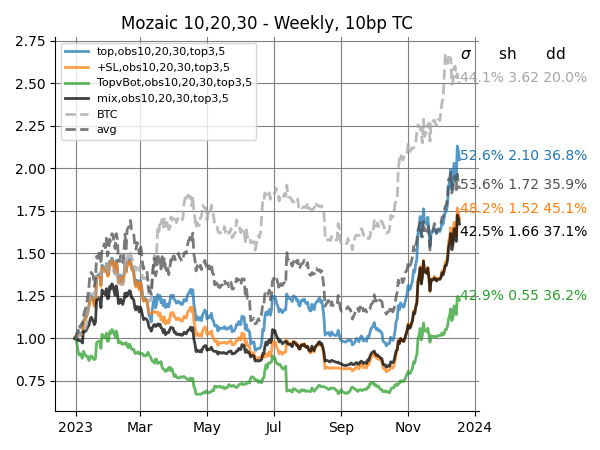 Mozaic 10,20,30 - Weekly, 10bp TC
σ sh dd
2.75
2.50
2.25
2.00
1.75
1.50
1.25
1.00
0.75
top,obs10,20,30,top3,5
+SL,obs10,20,30,top3,5
TopvBot,obs10,20,30,top3,5
mix,obs10,20,30,top3,5
BTC
avg
44.1% 3.62 20.0%
52.6% 2.10 36.8%
53.6% 1.72 35.9%
48.2% 1.52 45.1%
42.5% 1.66 37.1%
42.9% 0.55 36.2%
2023 Mar May Jul Sep Nov 2024